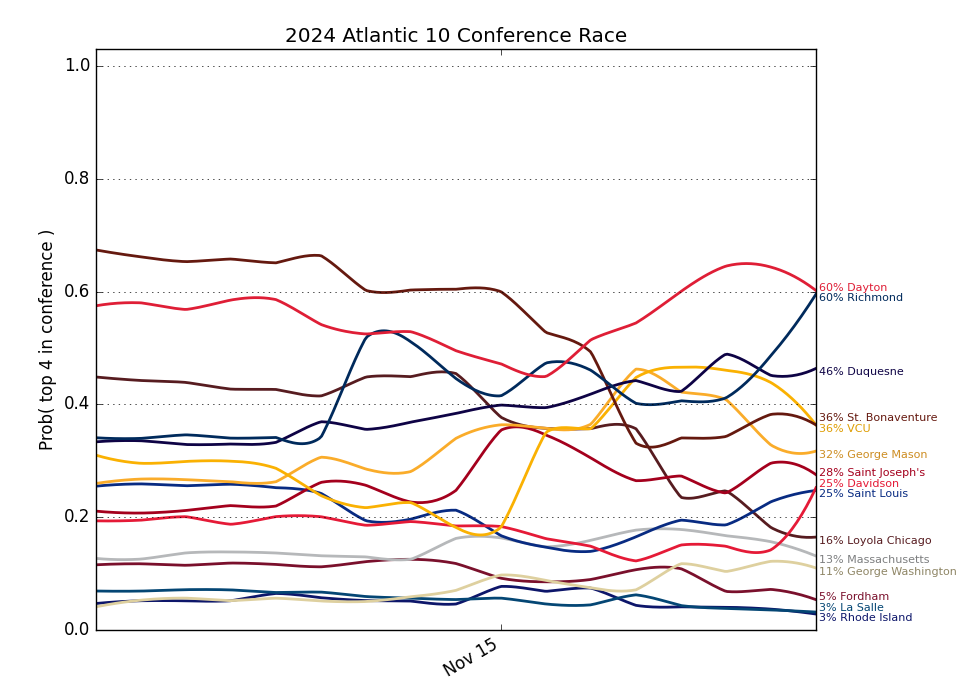 2024 Atlantic 10 Conference Race
Prob( top 4 in conference )
1.0
0.8
0.6
0.4
0.2
0.0
Nov 15
60% Dayton
60% Richmond
46% Duquesne
36% St. Bonaventure
36% VCU
32% George Mason
28% Saint Joseph's
25% Davidson
25% Saint Louis
16% Loyola Chicago
13% Massachusetts
11% George Washington
5% Fordham
3% La Salle
3% Rhode Island